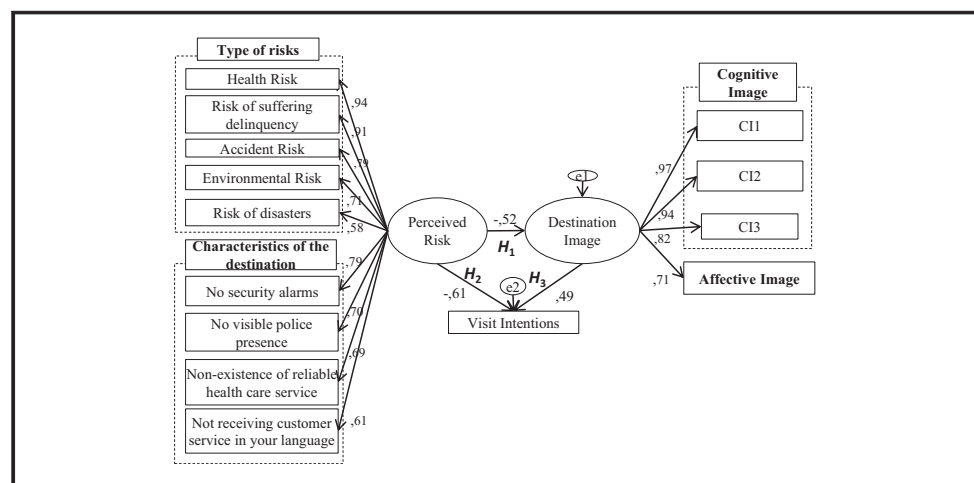 Type of risks
Health Risk
Risk of suffering
delinquency
Accident Risk
Environmental Risk
Risk of disasters
Characteristics of the
destination
No security alarms
No visible police
presence
Non-existence of reliable
health care service
Not receiving customer
service in your language
,94
,91
,79
,71
,58
,79
,70
,69
,61
Perceived
Risk
-,52
H1
H2
-,61
e1
Destination
Image
H3
e2
,49
Visit Intentions
Cognitive
Image
CI1
CI2
CI3
,97
,94
,82
,71
Affective Image